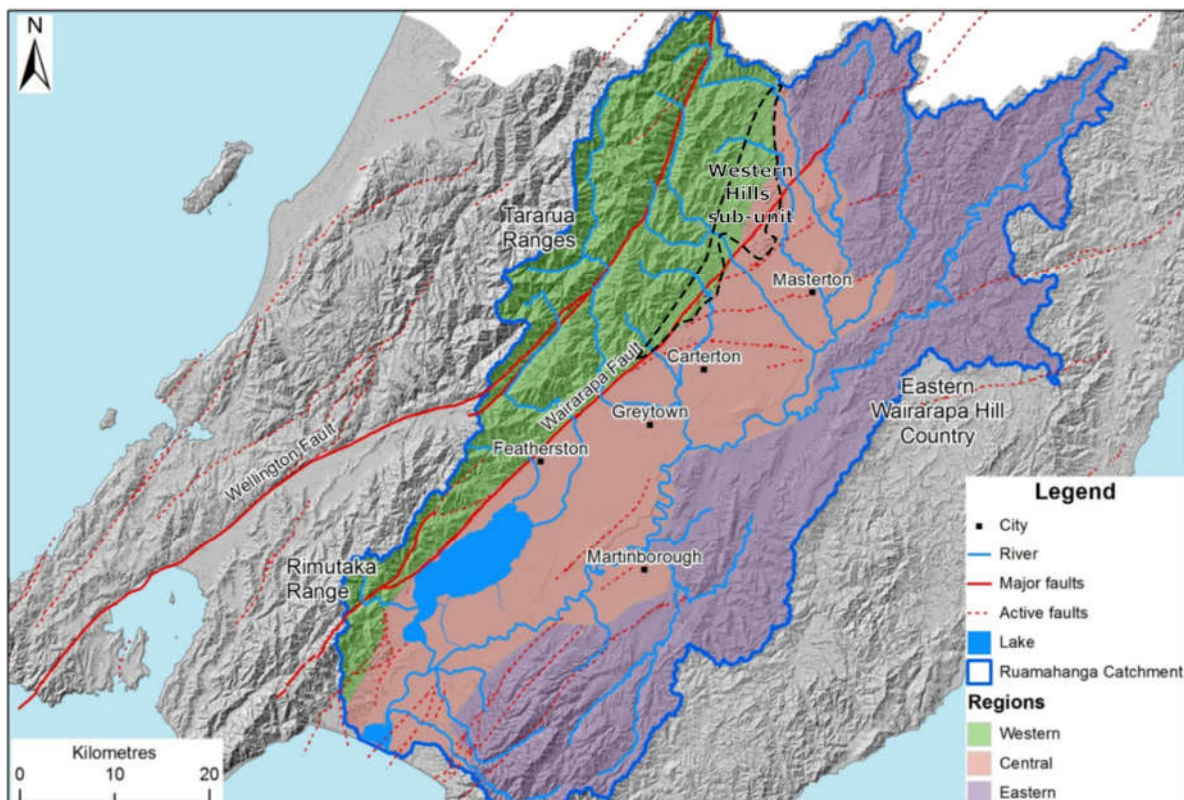 N
Western
Hills
sub-unit
Tararua
Ranges
Masterton
Wairarapa Fault
Carterton
Eastern
Wairarapa Hill
Country
Greytown
Featherston
Wellington Fault
Martinborough
Rimutaka
Range
Legend
City
River
Major faults
Active faults
Lake
Ruamahanga Catchment
Regions
Western
Central
Eastern
Kilometres
0 10 20